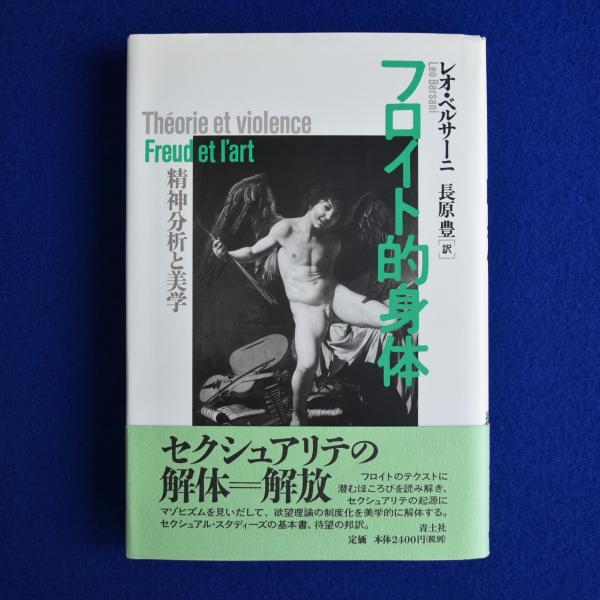 レオ・ベルサーニ
Leo Bersani
長原豊[訳]
フロイト的身体
精神分析と美学
Théorie et violence
Freud et l'art
セクシュアリテの
解体＝解放
フロイトのテクストに
潜むほころびを読み解き、
セクシュアリテの起源に
マゾヒズムを見いだして、欲望理論の制度化を美学的に解体する。
セクシュアル・スタディーズの基本書、待望の邦訳。
青土社
定価 本体2400円(税別)